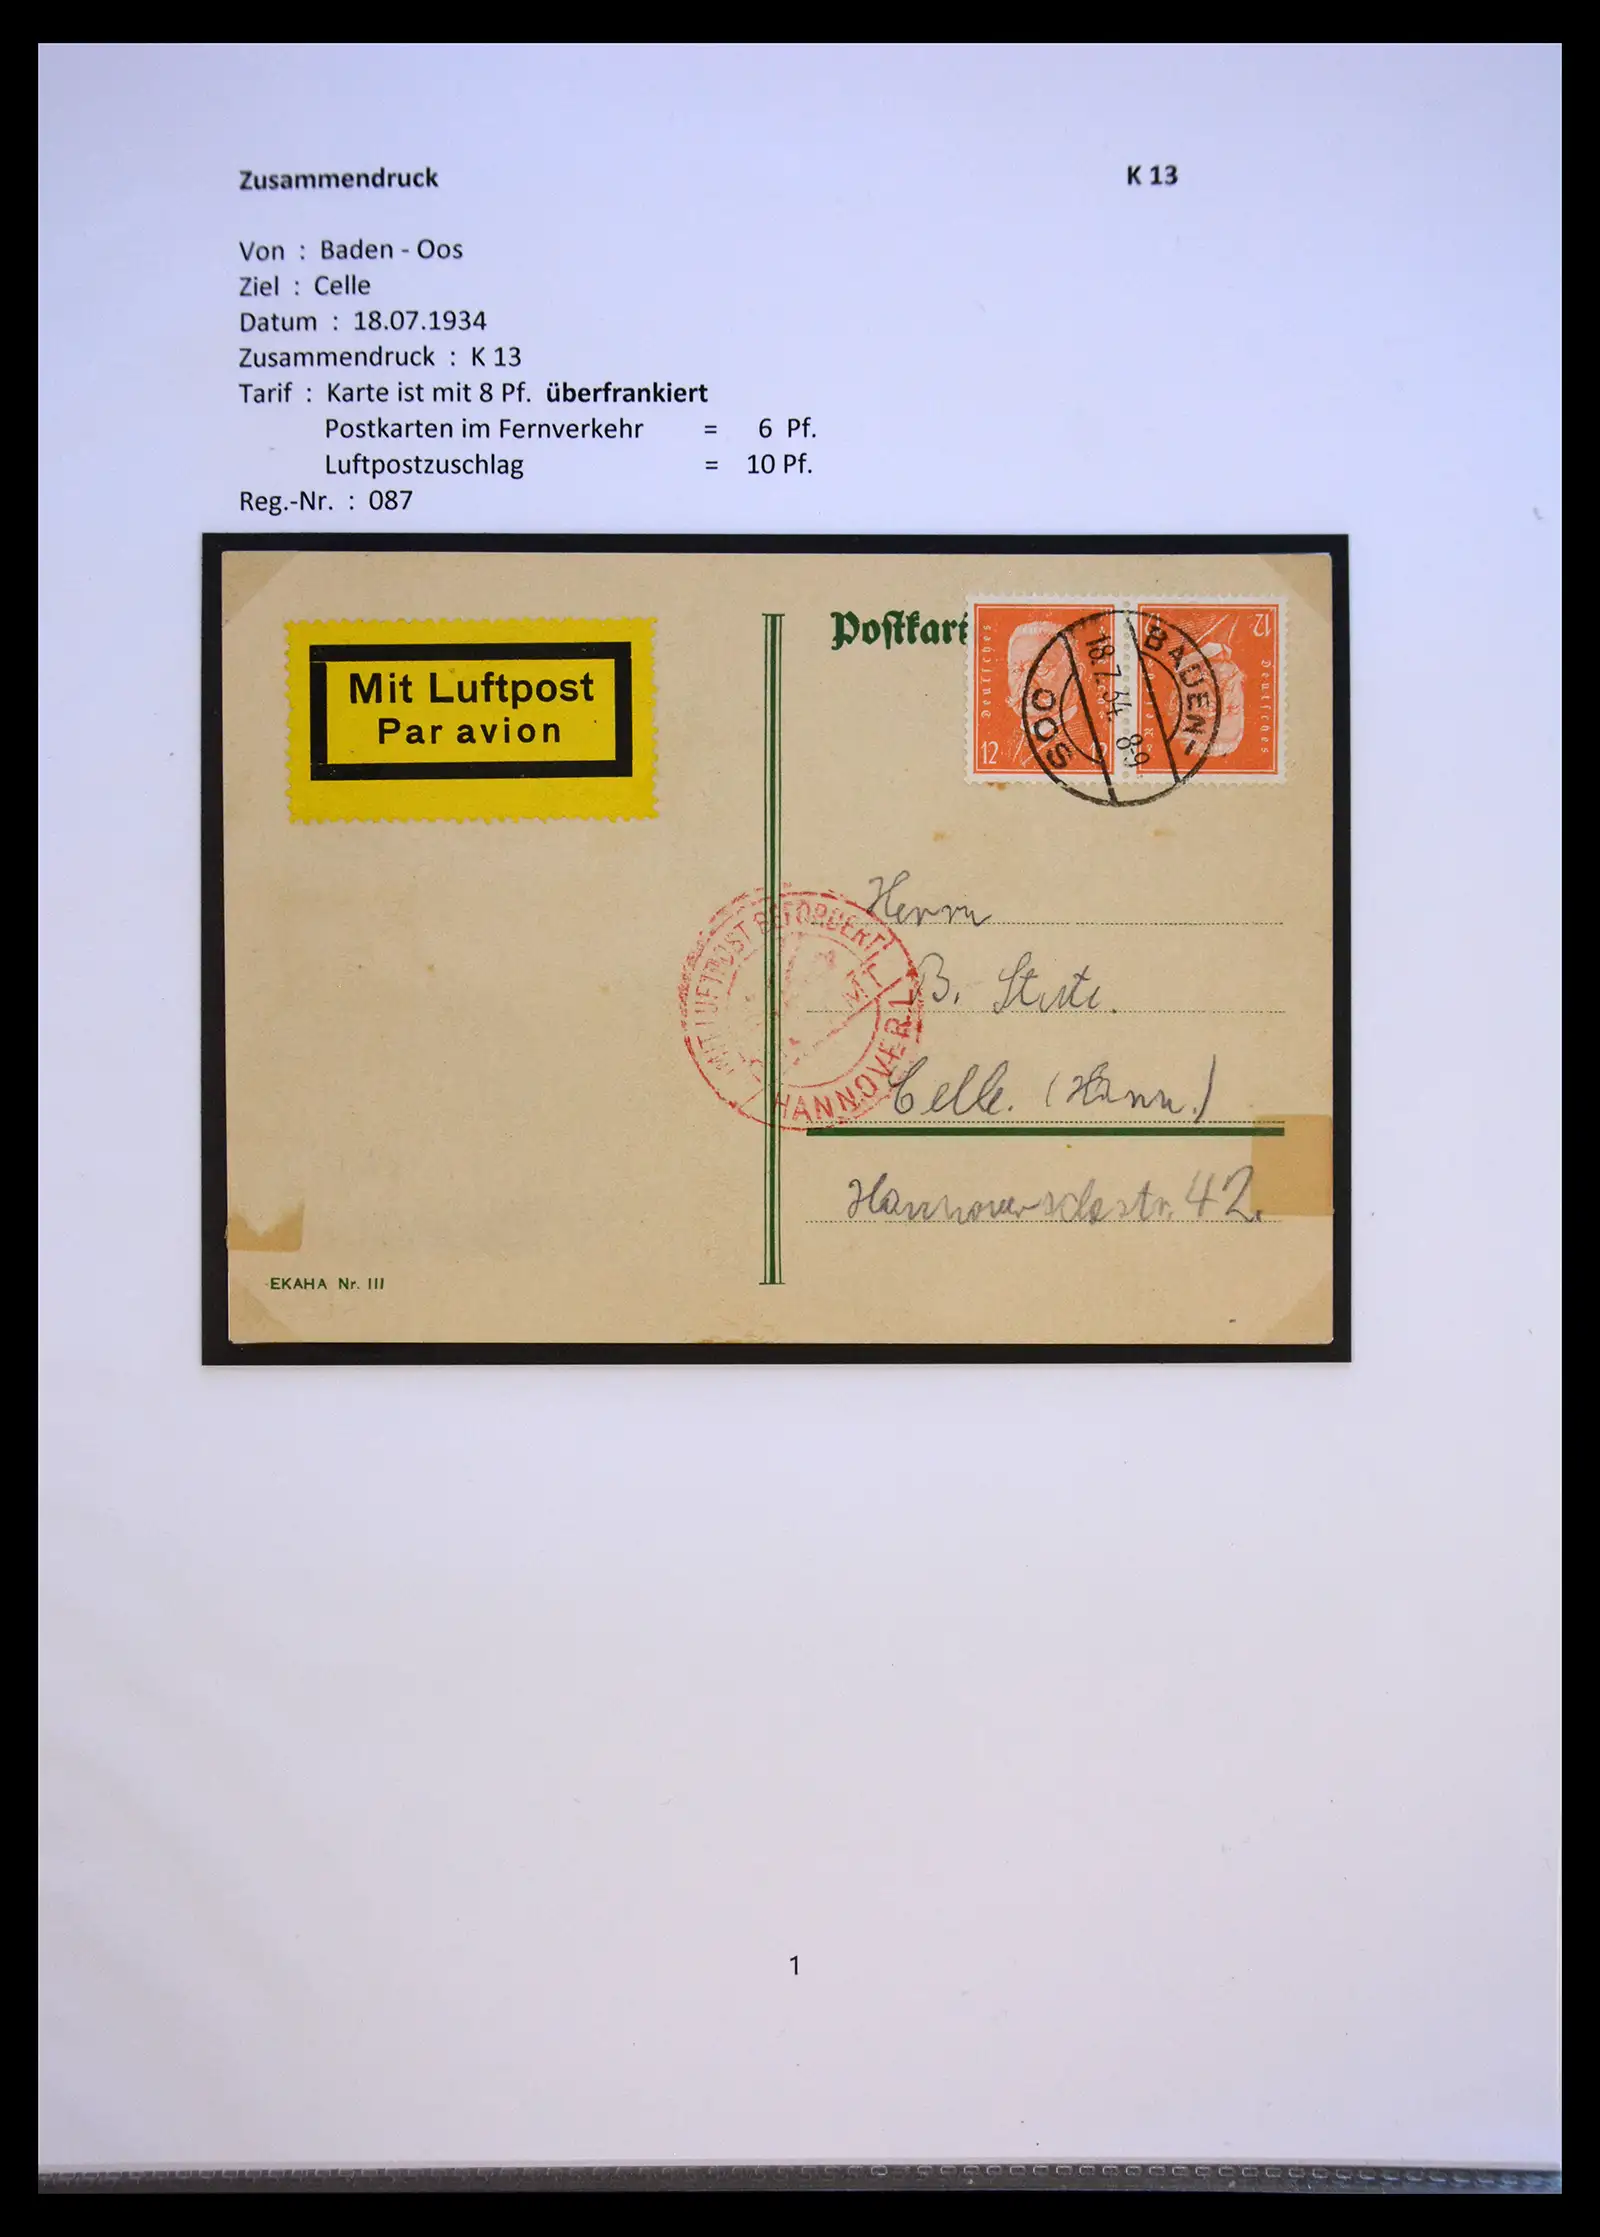 Zusammendruck K 13
Von : Baden - Oos
Ziel : Celle
Datum : 18.07.1934
Zusammendruck : K 13
Tarif : Karte ist mit 8 Pf. überfrankiert
Postkarten im Fernverkehr = 6 Pf.
Luftpostzuschlag = 10 Pf.
Reg.-Nr. : 087
Mit Luftpost
Par avion
Postkart
Deutsches
12
12
12
Deutsches
BADEN-
18.7.34. 8-9
OOS
MIT LUFTPOST BEFÖRDERT
HANNOVER 1
Herrn
B.
Celle. (Hann.)
Hannoverschestr. 42.
EKAHA Nr. III
1